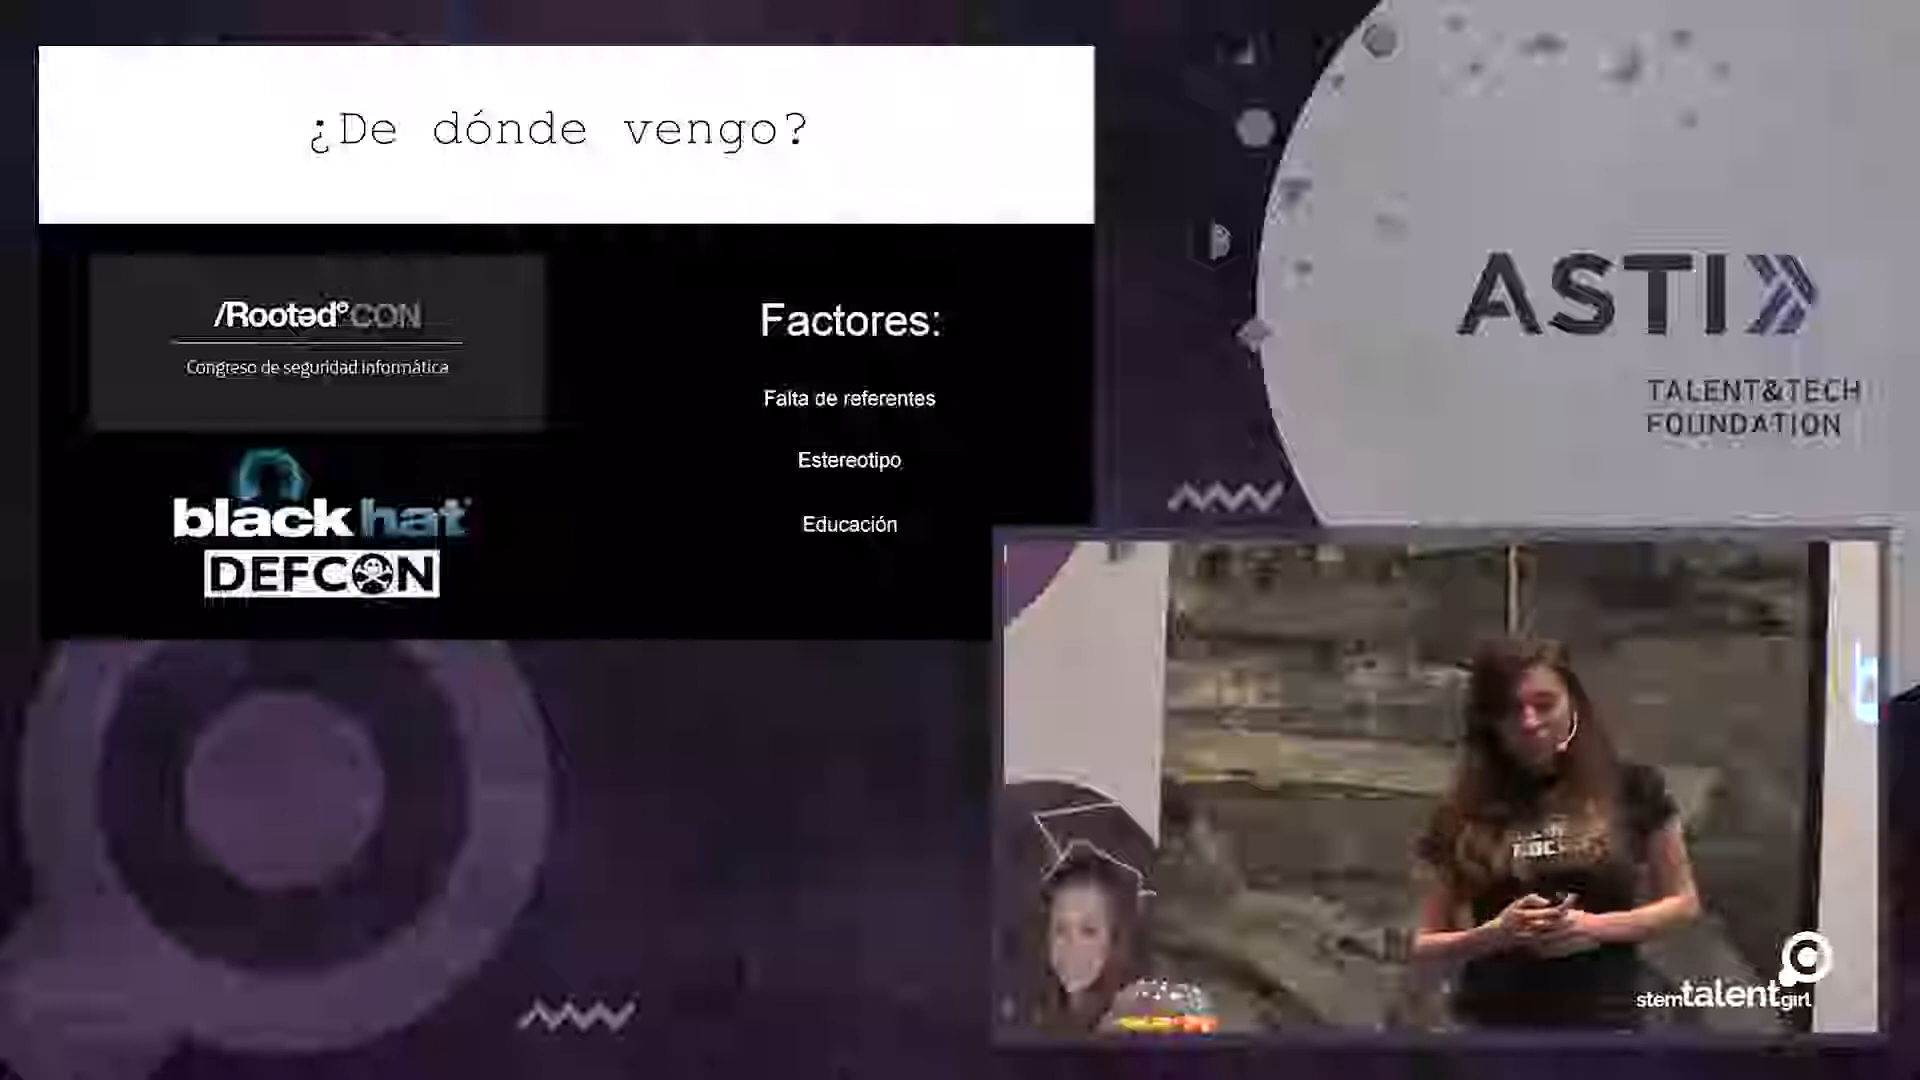 ¿De dónde vengo?
/Rootəd°CON
Congreso de seguridad informática
black hat
DEFCON
Factores:
Falta de referentes
Estereotipo
Educación
ASTI
TALENT&TECH
FOUNDATION
stemtalentgirl